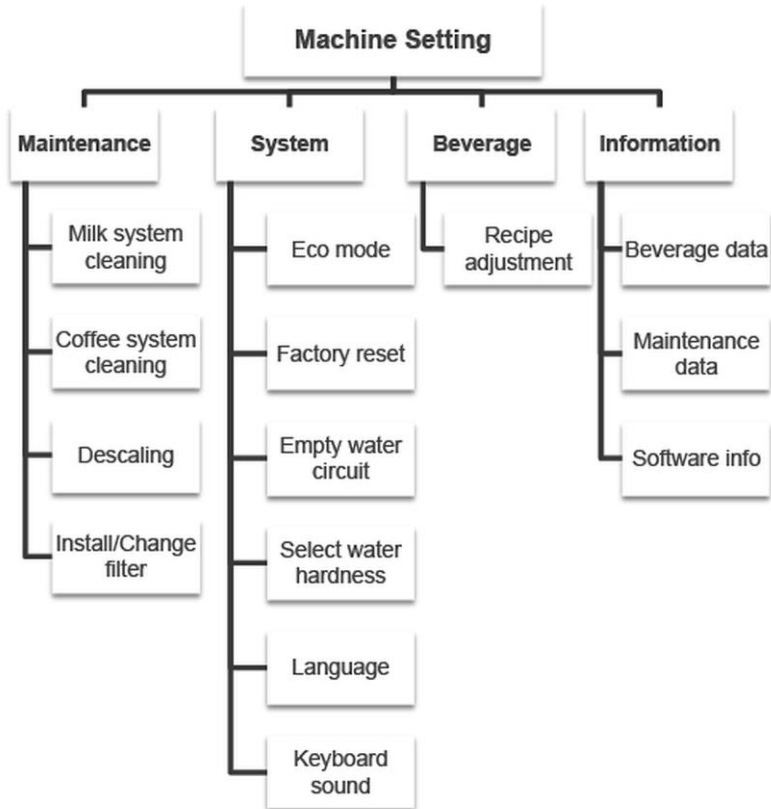 Machine Setting
Maintenance
Milk system
cleaning
Coffee system
cleaning
Descaling
Install/Change
filter
System
Eco mode
Factory reset
Empty water
circuit
Select water
hardness
Language
Keyboard
sound
Beverage
Recipe
adjustment
Information
Beverage data
Maintenance
data
Software info